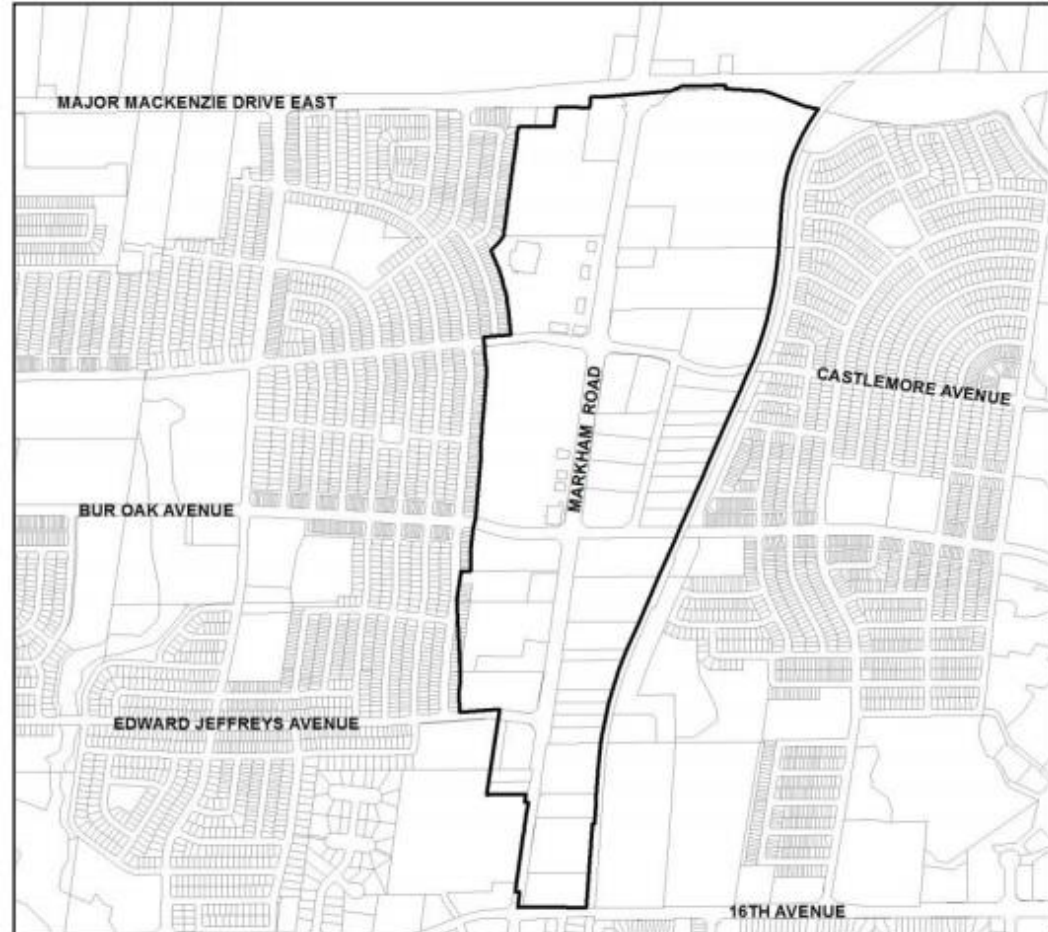 MAJOR MACKENZIE DRIVE EAST
CASTLEMORE AVENUE
MARKHAM ROAD
BUR OAK AVENUE
EDWARD JEFFREYS AVENUE
16TH AVENUE